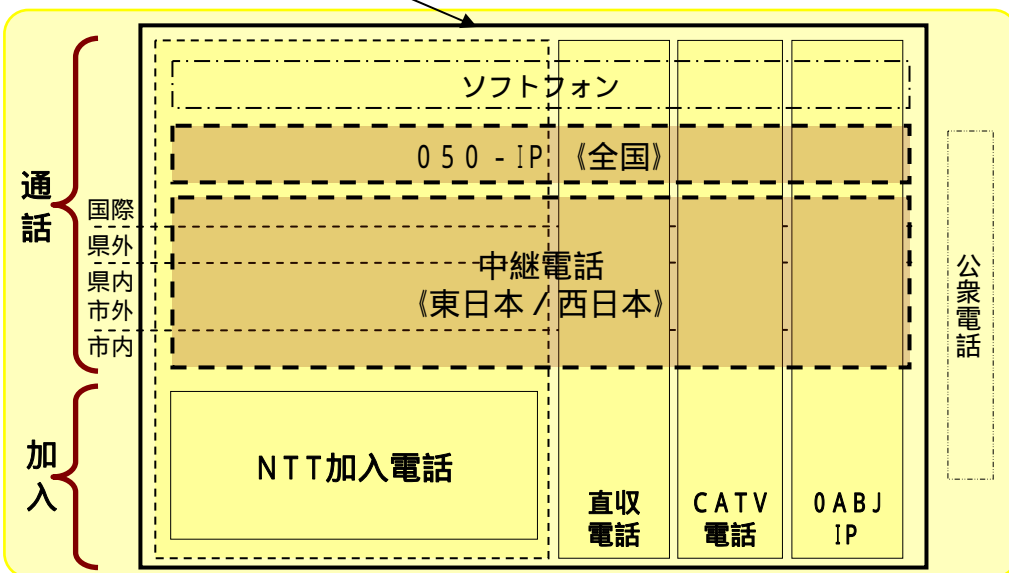 ソフトフォン
050-IP 《全国》
通話
国際
県外
県内
市外
市内
中継電話
《東日本/西日本》
公衆電話
加入
NTT加入電話
直収
電話
CATV
電話
0ABJ
IP